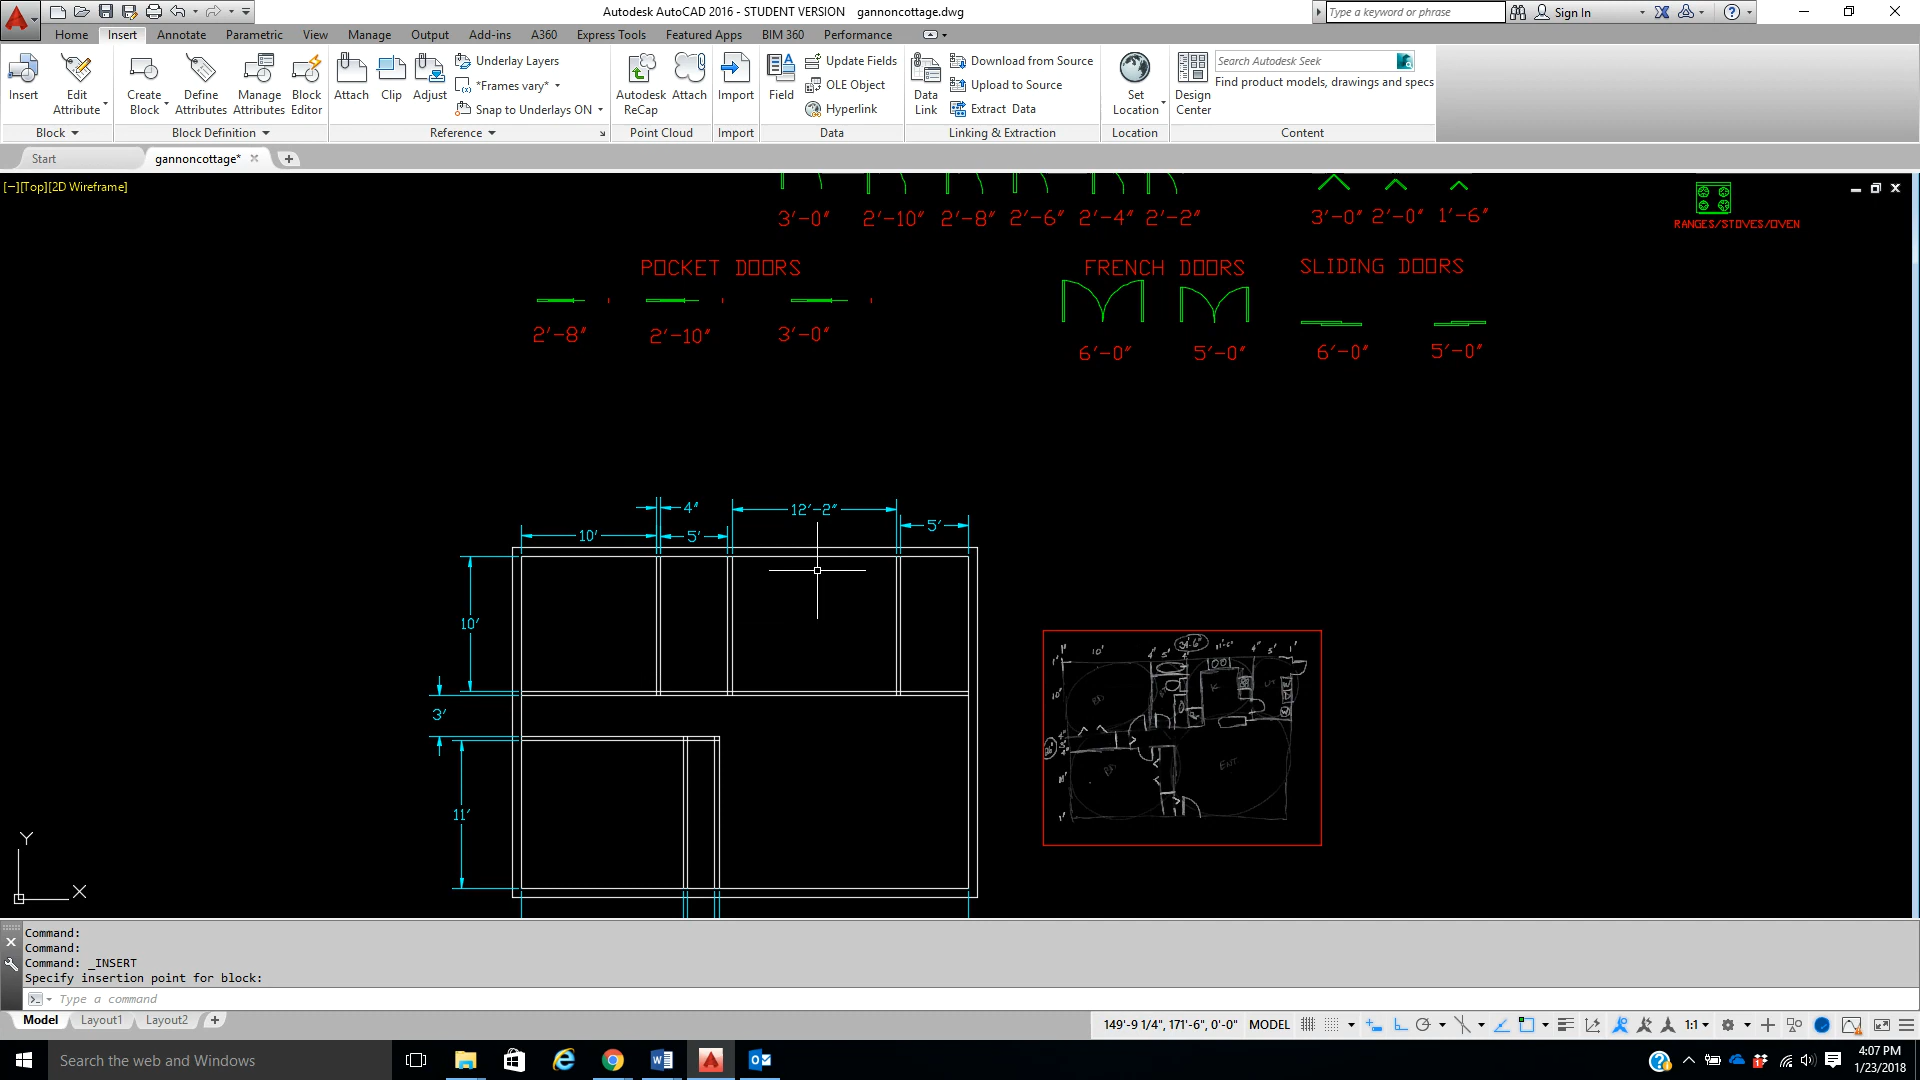 Autodesk AutoCAD 2016 - STUDENT VERSION gannoncottage.dwg
Type a keyword or phrase
Sign In
Home Insert Annotate Parametric View Manage Output Add-ins A360 Express Tools Featured Apps BIM 360 Performance
Insert
Edit Attribute
Create Block
Define Attributes
Manage Attributes
Block Editor
Attach
Clip
Adjust
Underlay Layers
*Frames vary*
Snap to Underlays ON
Autodesk ReCap
Attach
Import
Field
Update Fields
OLE Object
Hyperlink
Data Link
Download from Source
Upload to Source
Extract Data
Set Location
Design Center
Search Autodesk Seek
Find product models, drawings and specs
Block Block Definition Reference Point Cloud Import Data Linking & Extraction Location Content
Start gannoncottage*
[−][Top][2D Wireframe]
3'-0" 2'-10" 2'-8" 2'-6" 2'-4" 2'-2" 3'-0" 2'-0" 1'-6"
RANGES/STOVES/OVEN
POCKET DOORS FRENCH DOORS SLIDING DOORS
2'-8" 2'-10" 3'-0" 6'-0" 5'-0" 6'-0" 5'-0"
4" 12'-2"
10' 5' 5'
10'
3'
11'
Y
X
10' 4" 5' 4" 4" 5' 1'
K
ENT
Command:
Command:
Command: _INSERT
Specify insertion point for block:
Type a command
Model Layout1 Layout2
149'-9 1/4", 171'-6", 0'-0" MODEL 1:1
Search the web and Windows
4:07 PM
1/23/2018